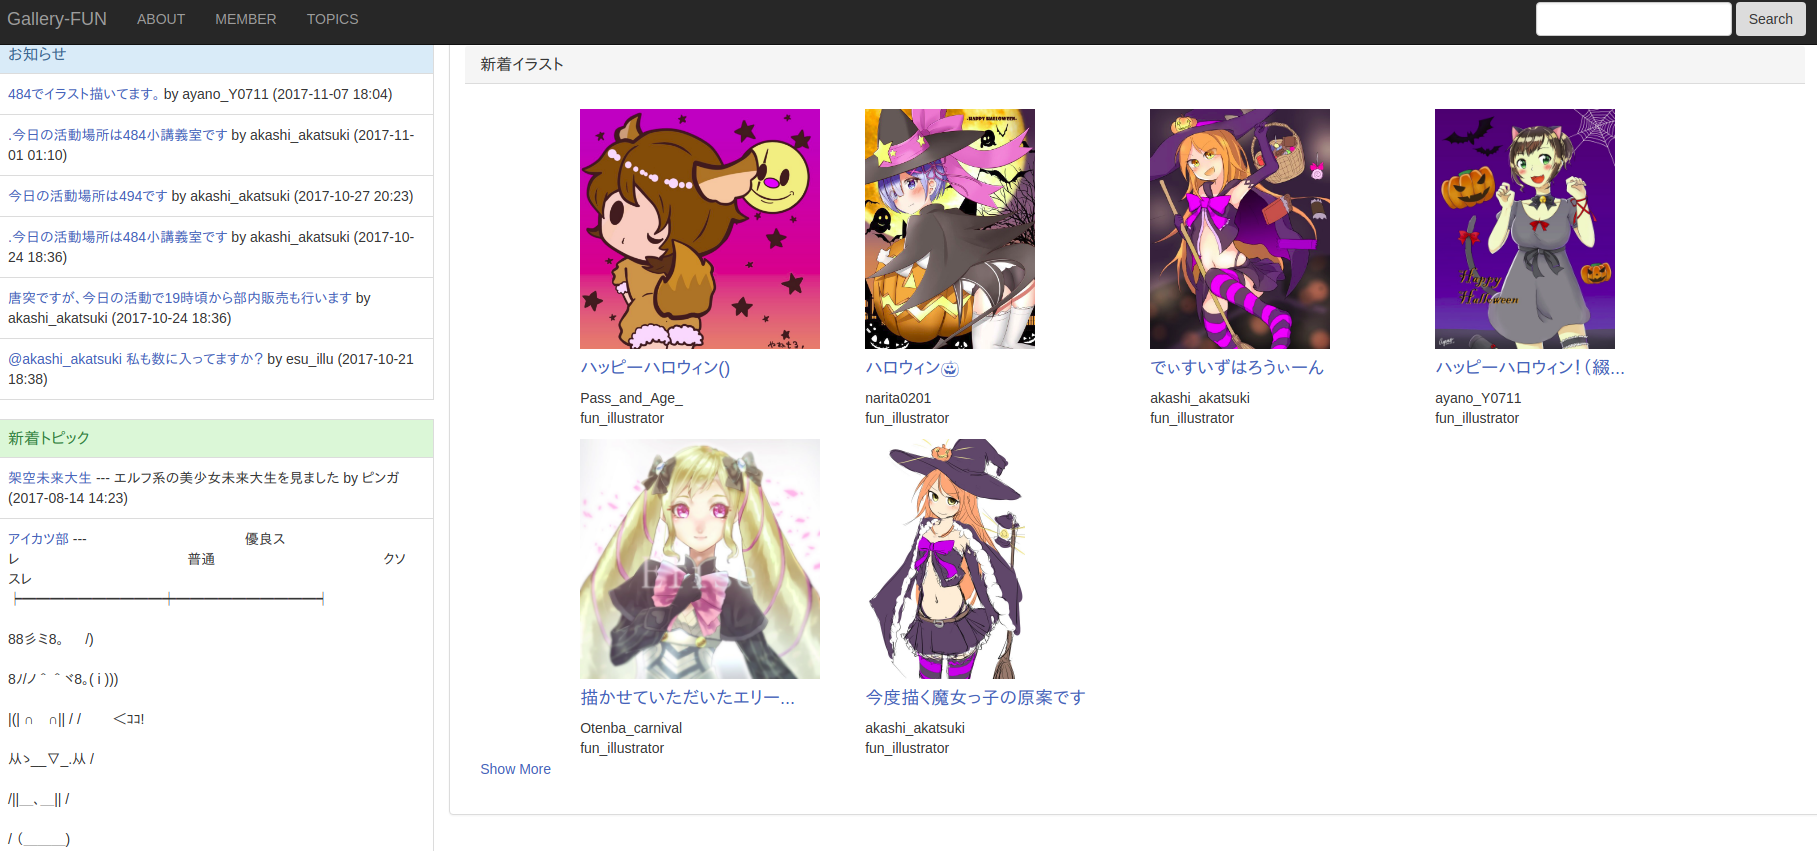 Gallery-FUN ABOUT MEMBER TOPICS Search
お知らせ
484でイラスト描いてます。 by ayano_Y0711 (2017-11-07 18:04)
.今日の活動場所は484小講義室です by akashi_akatsuki (2017-11-
01 01:10)
今日の活動場所は494です by akashi_akatsuki (2017-10-27 20:23)
.今日の活動場所は484小講義室です by akashi_akatsuki (2017-10-
24 18:36)
唐突ですが、今日の活動で19時頃から部内販売も行います by
akashi_akatsuki (2017-10-24 18:36)
@akashi_akatsuki 私も数に入ってますか？ by esu_illu (2017-10-21
18:38)
新着トピック
架空未来大生 --- エルフ系の美少女未来大生を見ました by ピンガ
(2017-08-14 14:23)
アイカツ部 --- 優良ス
レ 普通 クソ
スレ
├━━━━━━━━━━━┿━━━━━━━━━━━┤
88彡ミ8。 /)
8ﾉ/ノ＾＾ヾ8。( i )))
|(| ∩ ∩|| / / ＜ｺｺ!
从ゝ__▽_.从 /
/||＿、＿|| /
/ （＿＿＿)
新着イラスト
-HAPPY HALLOWEEN-
Happy
Halloween
ハッピーハロウィン()
Pass_and_Age_
fun_illustrator
ハロウィン🎃
narita0201
fun_illustrator
でぃすいずはろうぃーん
akashi_akatsuki
fun_illustrator
ハッピーハロウィン！（綴...
ayano_Y0711
fun_illustrator
描かせていただいたエリー...
Otenba_carnival
fun_illustrator
今度描く魔女っ子の原案です
akashi_akatsuki
fun_illustrator
Show More